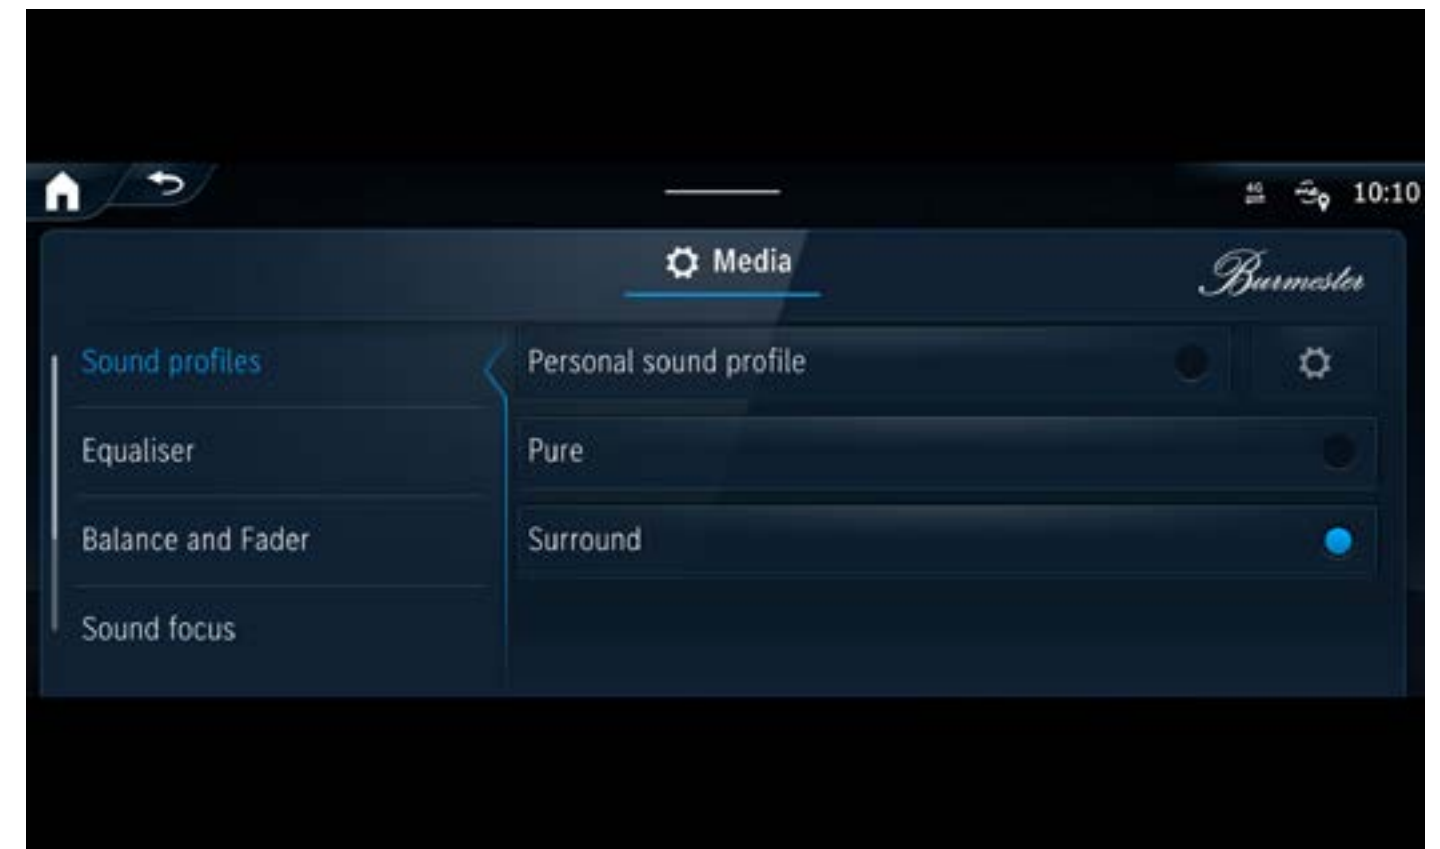 10:10
Media
Burmester
Sound profiles
Personal sound profile
Equaliser
Pure
Balance and Fader
Surround
Sound focus